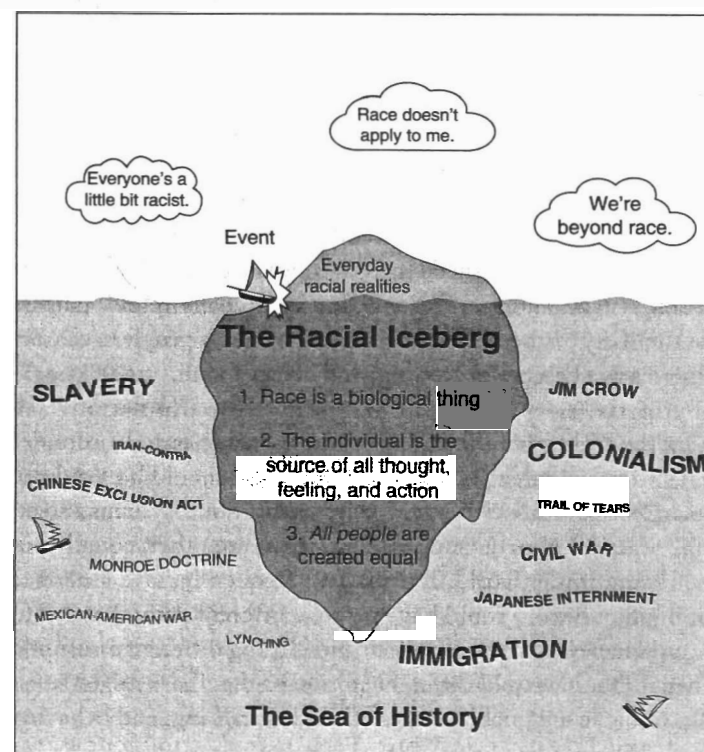 Race doesn't
apply to me.
Everyone's a
little bit racist.
We're
beyond race.
Event
Everyday
racial realities
The Racial Iceberg
SLAVERY
1. Race is a biological thing
JIM CROW
2. The individual is the
source of all thought,
feeling, and action
IRAN-CONTRA
COLONIALISM
CHINESE EXCLUSION ACT
TRAIL OF TEARS
3. All people are
created equal
MONROE DOCTRINE
CIVIL WAR
JAPANESE INTERNMENT
MEXICAN-AMERICAN WAR
LYNCHING
IMMIGRATION
The Sea of History